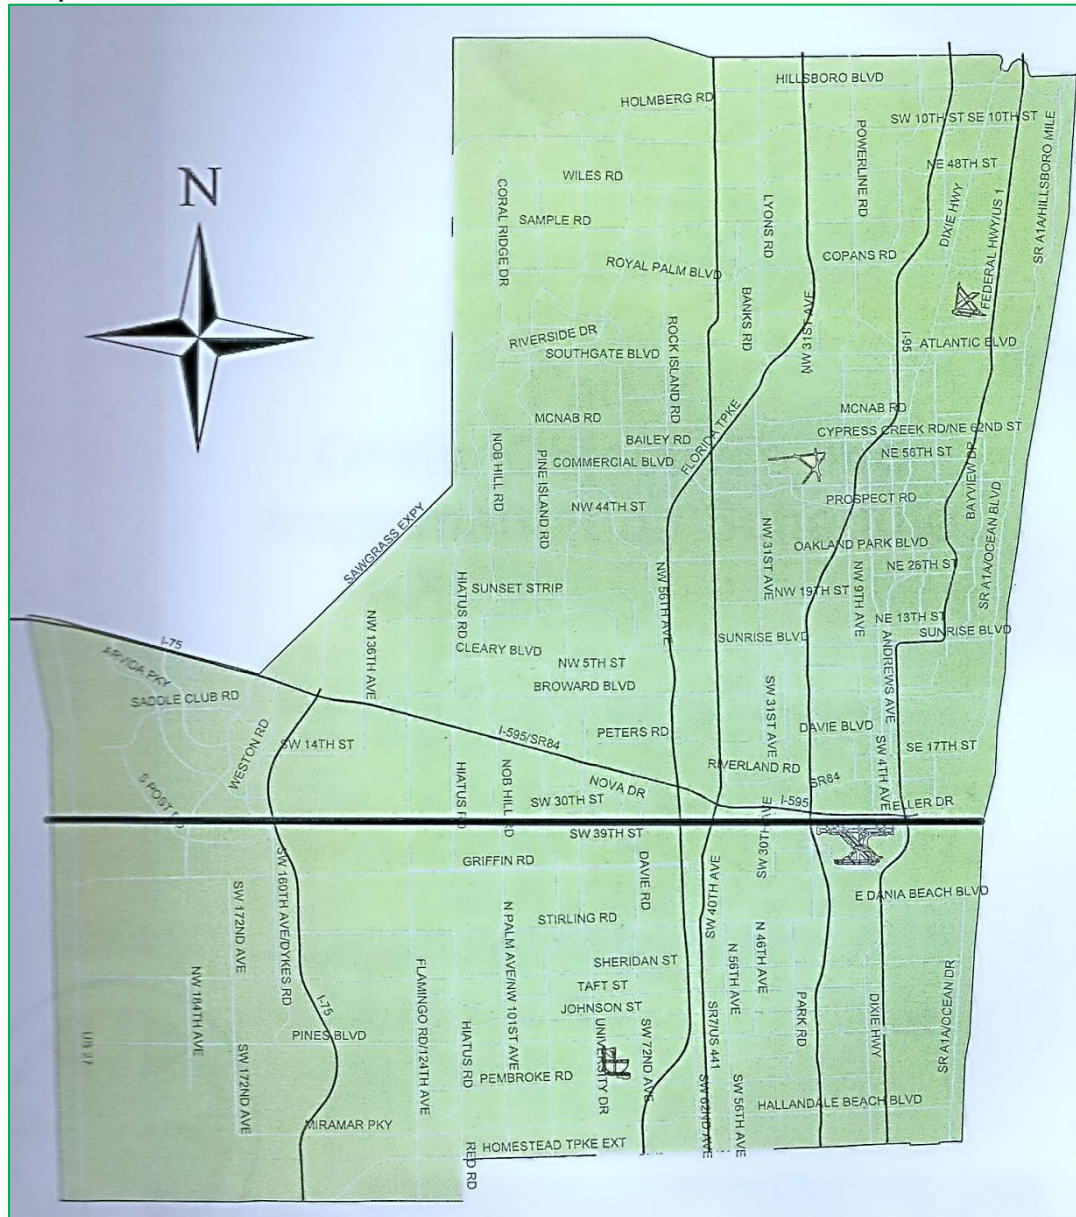 HILLSBORO BLVD
HOLMBERG RD
SW 10TH ST SE 10TH ST
POWERLINE RD
NE 48TH ST
SR A1A/HILLSBORO MILE
WILES RD
N
CORAL RIDGE DR
LYONS RD
DIXIE HWY
SAMPLE RD
FEDERAL HWY/US 1
COPANS RD
ROYAL PALM BLVD
BANKS RD
NW 31ST AVE
ROCK ISLAND RD
RIVERSIDE DR
I-95
ATLANTIC BLVD
SOUTHGATE BLVD
FLORIDA TPKE
MCNAB RD
MCNAB RD
CYPRESS CREEK RD/NE 62ND ST
BAILEY RD
NOB HILL RD
PINE ISLAND RD
NE 56TH ST
COMMERCIAL BLVD
BAYVIEW DR
PROSPECT RD
NW 44TH ST
SR A1A/OCEAN BLVD
SAWGRASS EXPY
NW 31ST AVE
OAKLAND PARK BLVD
NE 26TH ST
NW 56TH AVE
NW 9TH AVE
HIATUS RD
SUNSET STRIP
NW 19TH ST
NE 13TH ST
NW 136TH AVE
SUNRISE BLVD
SUNRISE BLVD
I-75
CLEARY BLVD
ANDREWS AVE
ARVIDA PKY
NW 5TH ST
SADDLE CLUB RD
BROWARD BLVD
SW 31ST AVE
WESTON RD
I-595/SR84
PETERS RD
DAVIE BLVD
SW 14TH ST
SW 4TH AVE
SE 17TH ST
RIVERLAND RD
S POST RD
HIATUS RD
NOB HILL RD
NOVA DR
SR84
SW 30TH ST
I-595
ELLER DR
SW 39TH ST
SW 30TH AVE
SW 160TH AVE/DYKES RD
GRIFFIN RD
DAVIE RD
SW 40TH AVE
SW 172ND AVE
E DANIA BEACH BLVD
N PALM AVE/NW 101ST AVE
STIRLING RD
N 46TH AVE
N 56TH AVE
SHERIDAN ST
NW 184TH AVE
FLAMINGO RD/124TH AVE
I-75
TAFT ST
PARK RD
DIXIE HWY
SR A1A/OCEAN DR
JOHNSON ST
SR7/US 441
US 27
PINES BLVD
HIATUS RD
UNIVERSITY DR
SW 72ND AVE
SW 172ND AVE
PEMBROKE RD
SW 62ND AVE
SW 56TH AVE
HALLANDALE BEACH BLVD
MIRAMAR PKY
HOMESTEAD TPKE EXT
RED RD